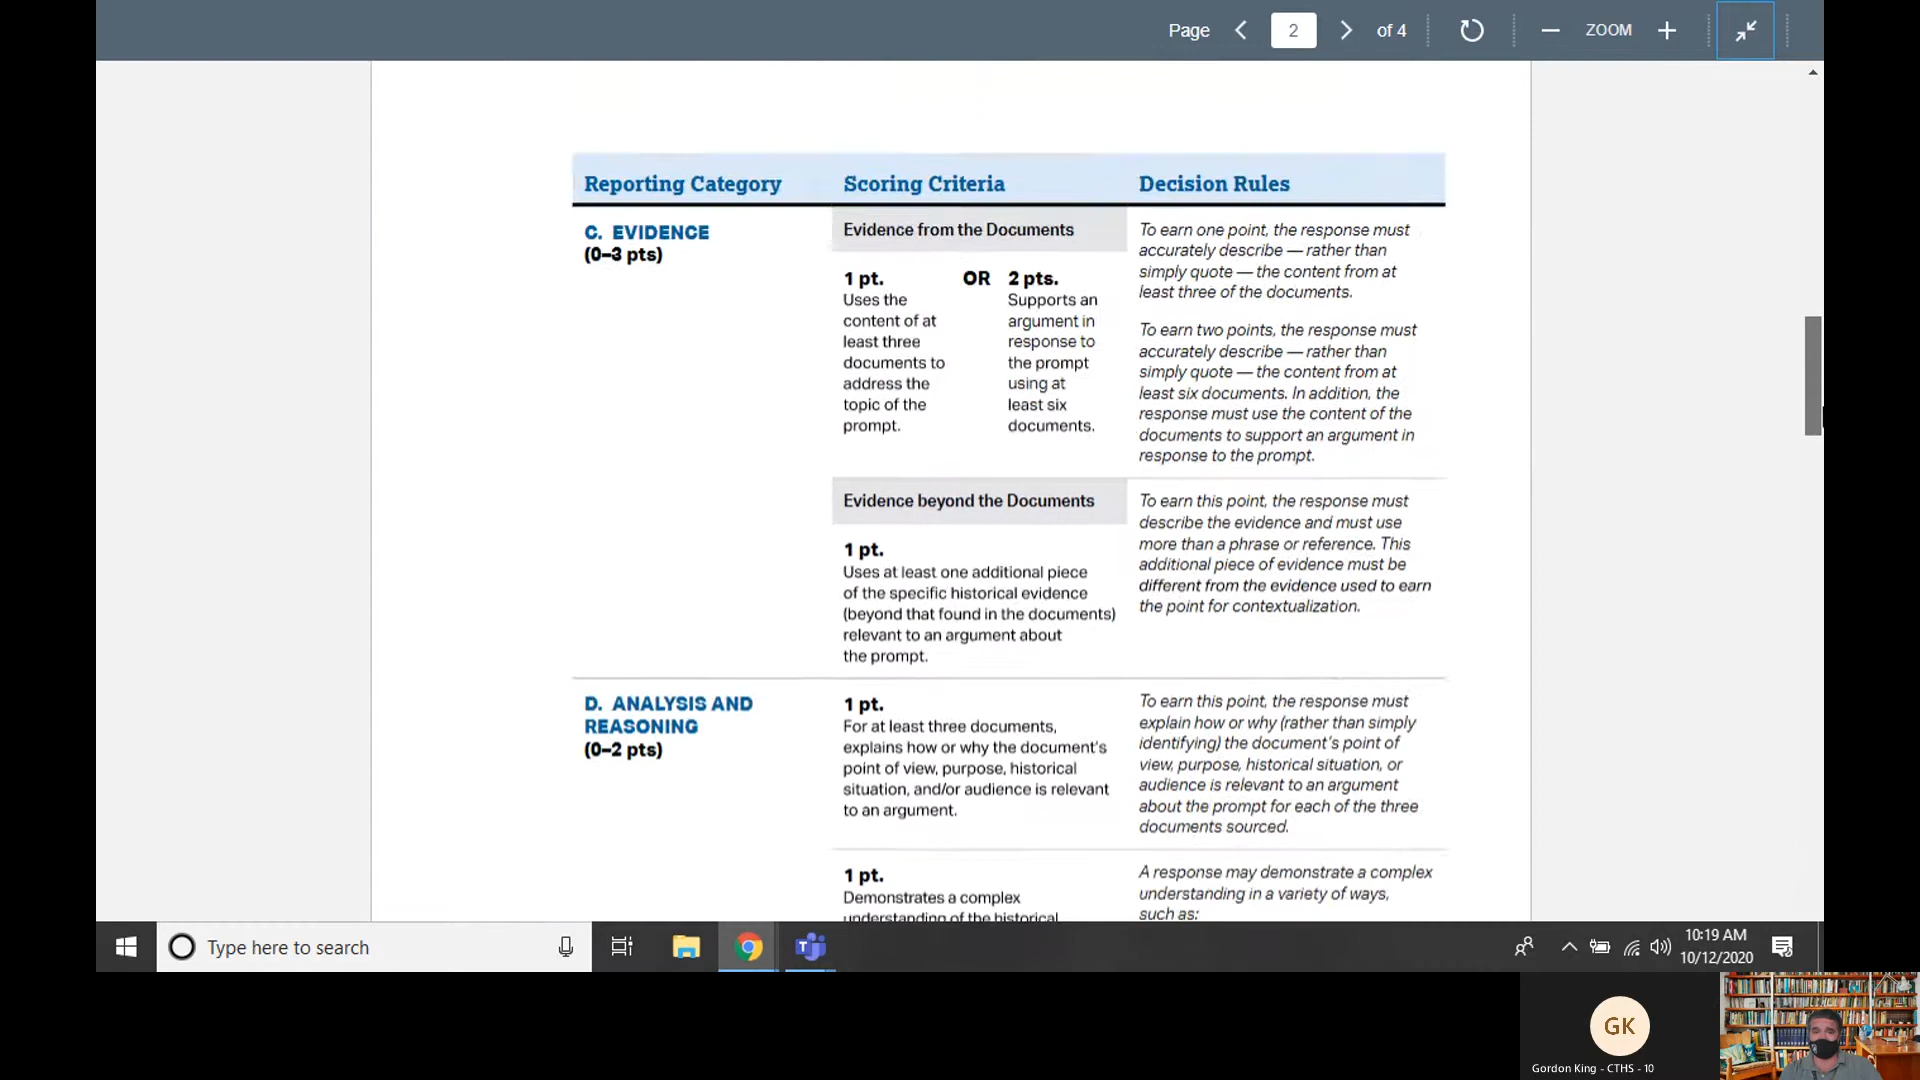 Page 2 of 4 ZOOM
Reporting Category Scoring Criteria Decision Rules
C. EVIDENCE
(0–3 pts)
Evidence from the Documents
1 pt.
Uses the
content of at
least three
documents to
address the
topic of the
prompt.
OR
2 pts.
Supports an
argument in
response to
the prompt
using at
least six
documents.
To earn one point, the response must
accurately describe — rather than
simply quote — the content from at
least three of the documents.
To earn two points, the response must
accurately describe — rather than
simply quote — the content from at
least six documents. In addition, the
response must use the content of the
documents to support an argument in
response to the prompt.
Evidence beyond the Documents
1 pt.
Uses at least one additional piece
of the specific historical evidence
(beyond that found in the documents)
relevant to an argument about
the prompt.
To earn this point, the response must
describe the evidence and must use
more than a phrase or reference. This
additional piece of evidence must be
different from the evidence used to earn
the point for contextualization.
D. ANALYSIS AND
REASONING
(0–2 pts)
1 pt.
For at least three documents,
explains how or why the document's
point of view, purpose, historical
situation, and/or audience is relevant
to an argument.
To earn this point, the response must
explain how or why (rather than simply
identifying) the document's point of
view, purpose, historical situation, or
audience is relevant to an argument
about the prompt for each of the three
documents sourced.
1 pt.
Demonstrates a complex
understanding of the historical
A response may demonstrate a complex
understanding in a variety of ways,
such as:
Type here to search
10:19 AM
10/12/2020
GK
Gordon King - CTHS - 10